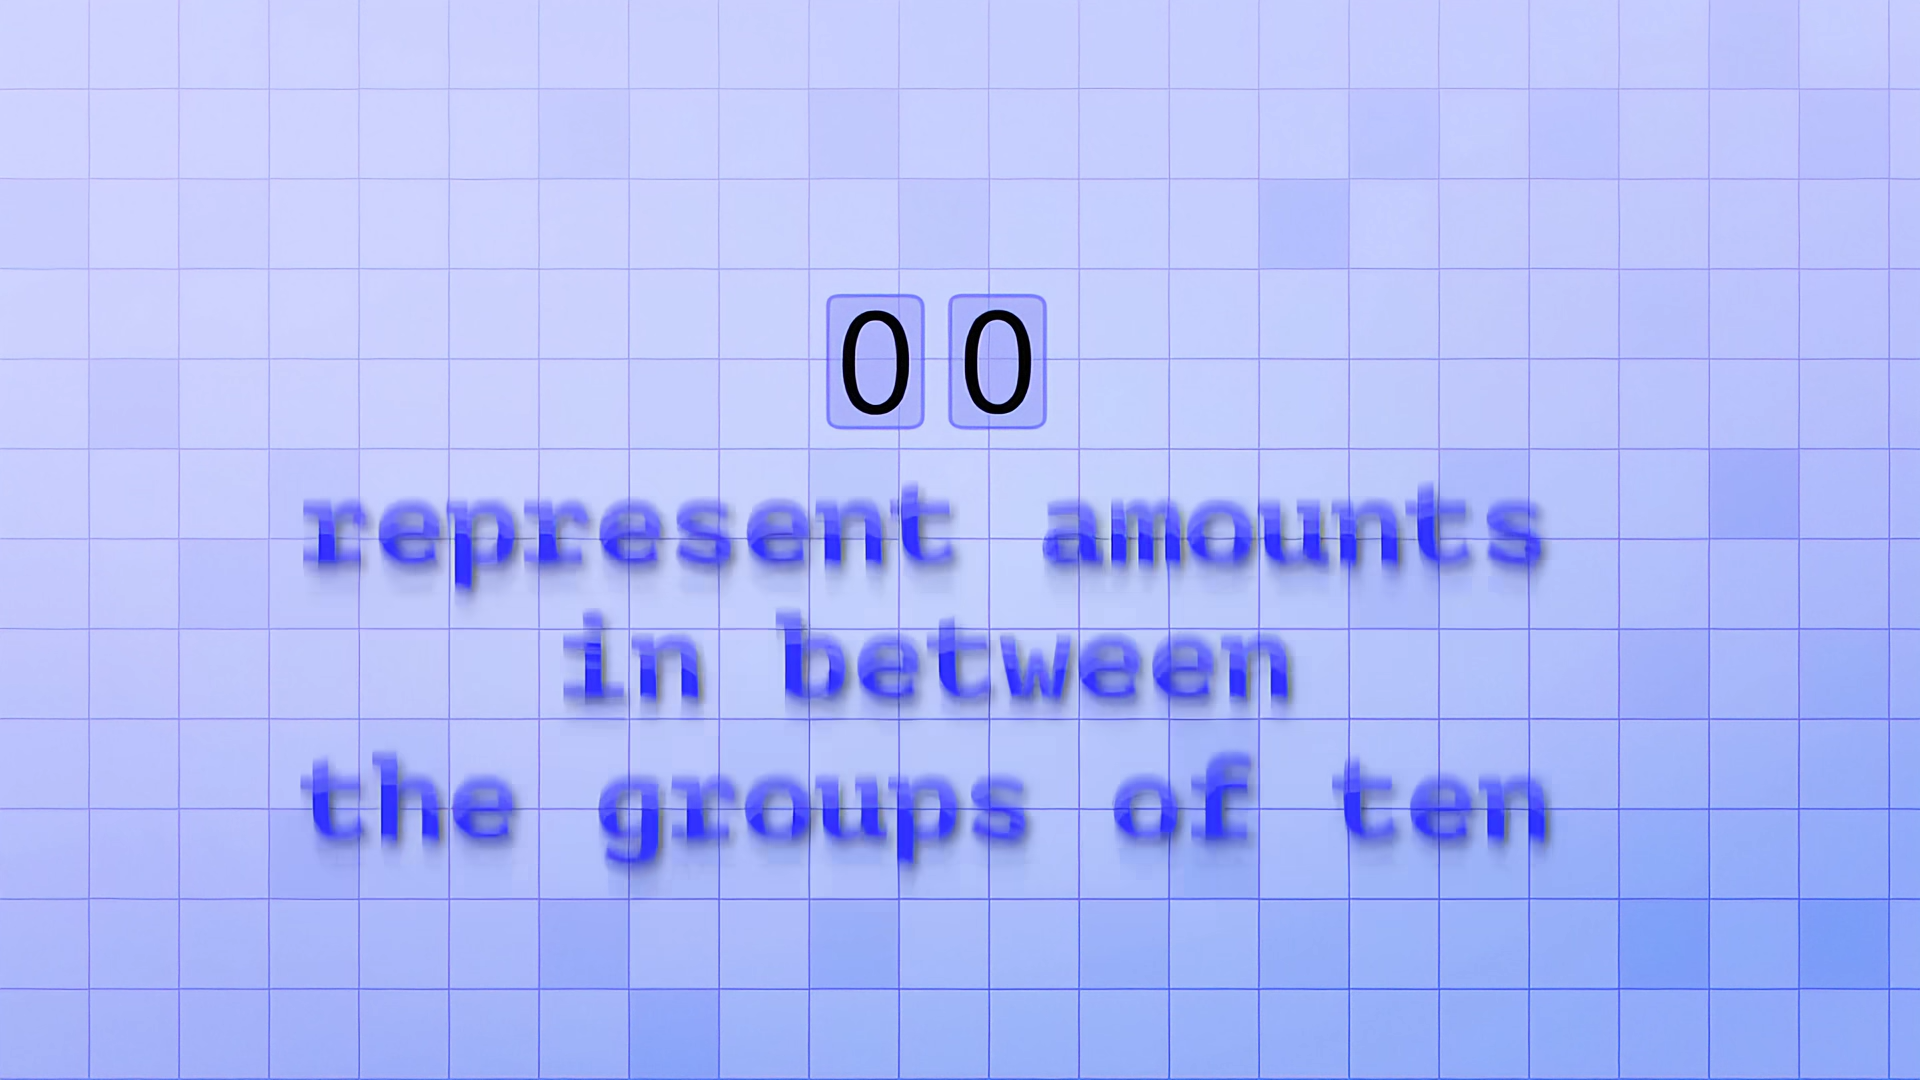 0 0
represent amounts
in between
the groups of ten